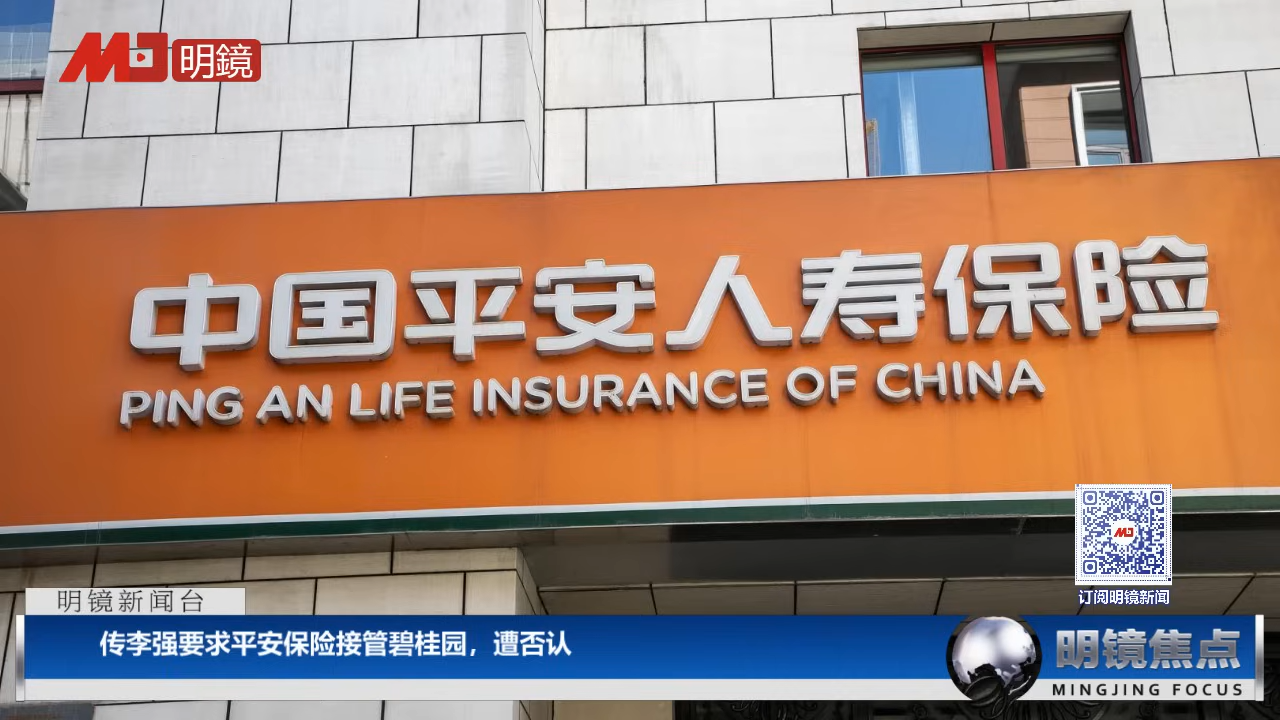 明鏡
中国平安人寿保险
PING AN LIFE INSURANCE OF CHINA
订阅明镜新闻
明镜新闻台
传李强要求平安保险接管碧桂园，遭否认
明镜焦点
MINGJING FOCUS